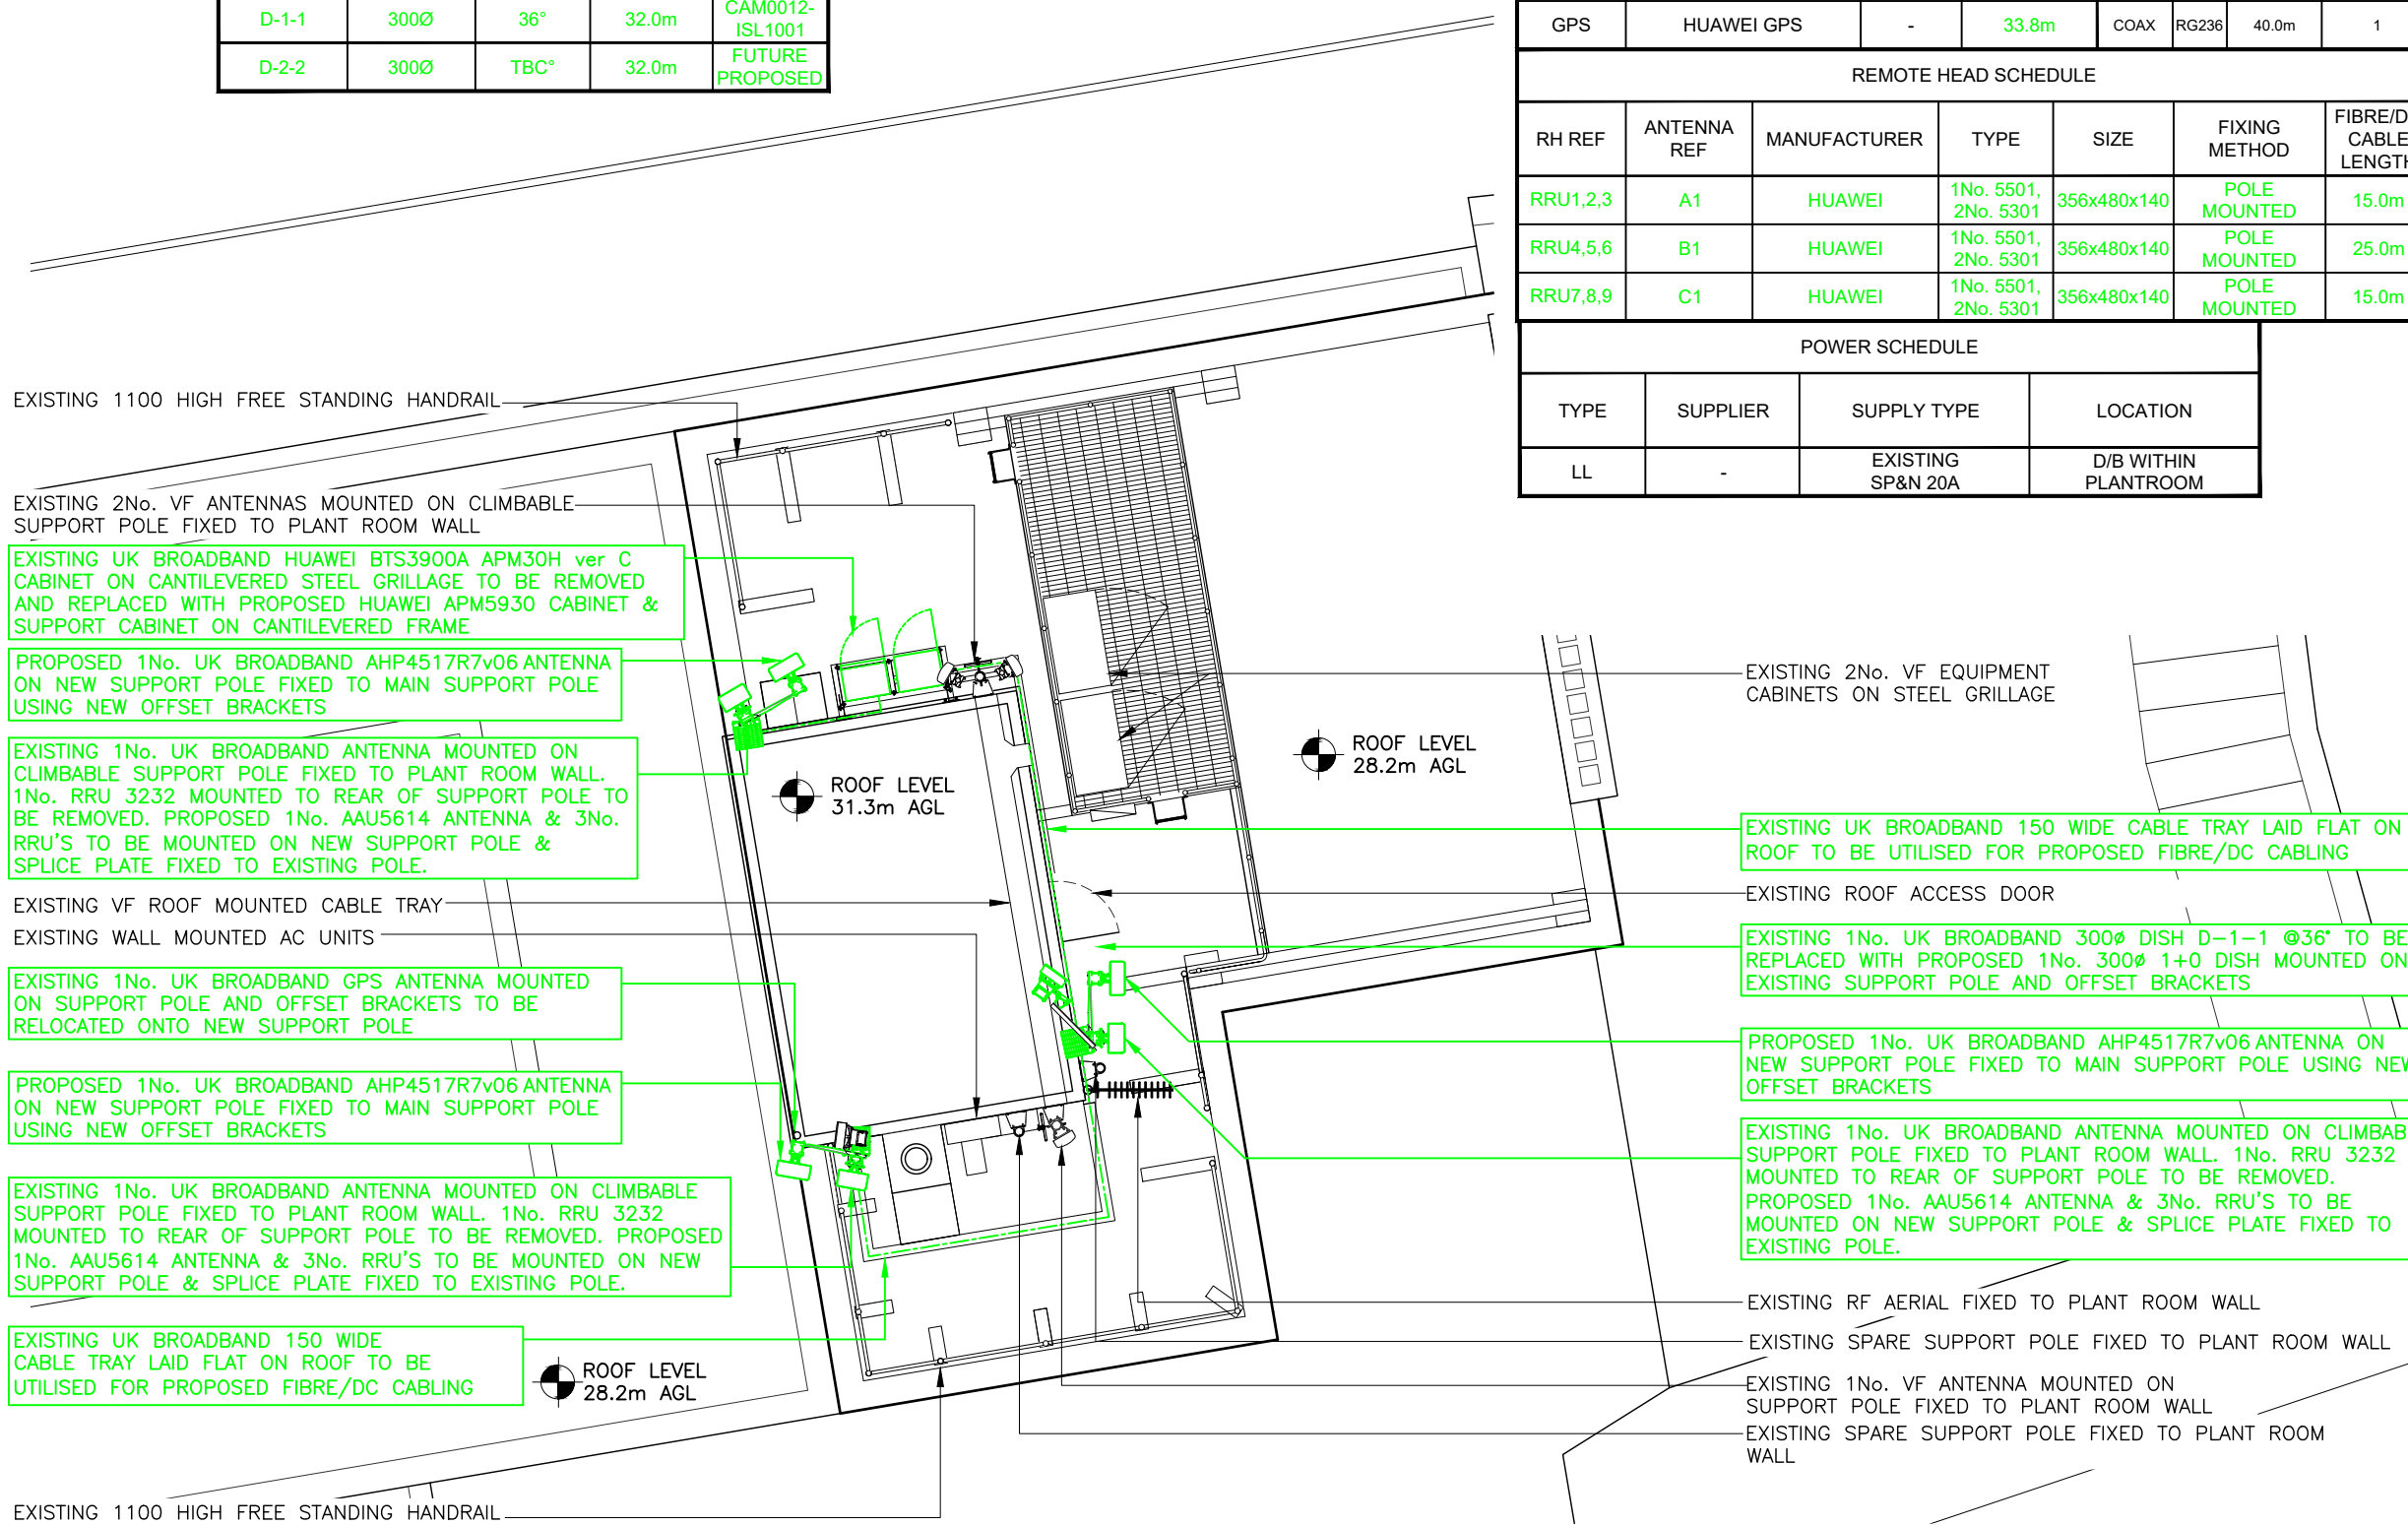 D-1-1 300Ø 36° 32.0m CAM0012-
ISL1001
D-2-2 300Ø TBC° 32.0m FUTURE
PROPOSED
GPS HUAWEI GPS - 33.8m COAX RG236 40.0m 1
REMOTE HEAD SCHEDULE
RH REF ANTENNA REF MANUFACTURER TYPE SIZE FIXING METHOD FIBRE/D CABLE LENGTH
RRU1,2,3 A1 HUAWEI 1No. 5501, 2No. 5301 356x480x140 POLE MOUNTED 15.0m
RRU4,5,6 B1 HUAWEI 1No. 5501, 2No. 5301 356x480x140 POLE MOUNTED 25.0m
RRU7,8,9 C1 HUAWEI 1No. 5501, 2No. 5301 356x480x140 POLE MOUNTED 15.0m
POWER SCHEDULE
TYPE SUPPLIER SUPPLY TYPE LOCATION
LL - EXISTING SP&N 20A D/B WITHIN PLANTROOM
EXISTING 1100 HIGH FREE STANDING HANDRAIL
EXISTING 2No. VF ANTENNAS MOUNTED ON CLIMBABLE
SUPPORT POLE FIXED TO PLANT ROOM WALL
EXISTING UK BROADBAND HUAWEI BTS3900A APM30H ver C
CABINET ON CANTILEVERED STEEL GRILLAGE TO BE REMOVED
AND REPLACED WITH PROPOSED HUAWEI APM5930 CABINET &
SUPPORT CABINET ON CANTILEVERED FRAME
PROPOSED 1No. UK BROADBAND AHP4517R7v06 ANTENNA
ON NEW SUPPORT POLE FIXED TO MAIN SUPPORT POLE
USING NEW OFFSET BRACKETS
EXISTING 1No. UK BROADBAND ANTENNA MOUNTED ON
CLIMBABLE SUPPORT POLE FIXED TO PLANT ROOM WALL.
1No. RRU 3232 MOUNTED TO REAR OF SUPPORT POLE TO
BE REMOVED. PROPOSED 1No. AAU5614 ANTENNA & 3No.
RRU'S TO BE MOUNTED ON NEW SUPPORT POLE &
SPLICE PLATE FIXED TO EXISTING POLE.
EXISTING VF ROOF MOUNTED CABLE TRAY
EXISTING WALL MOUNTED AC UNITS
EXISTING 1No. UK BROADBAND GPS ANTENNA MOUNTED
ON SUPPORT POLE AND OFFSET BRACKETS TO BE
RELOCATED ONTO NEW SUPPORT POLE
PROPOSED 1No. UK BROADBAND AHP4517R7v06 ANTENNA
ON NEW SUPPORT POLE FIXED TO MAIN SUPPORT POLE
USING NEW OFFSET BRACKETS
EXISTING 1No. UK BROADBAND ANTENNA MOUNTED ON CLIMBABLE
SUPPORT POLE FIXED TO PLANT ROOM WALL. 1No. RRU 3232
MOUNTED TO REAR OF SUPPORT POLE TO BE REMOVED. PROPOSED
1No. AAU5614 ANTENNA & 3No. RRU'S TO BE MOUNTED ON NEW
SUPPORT POLE & SPLICE PLATE FIXED TO EXISTING POLE.
EXISTING UK BROADBAND 150 WIDE
CABLE TRAY LAID FLAT ON ROOF TO BE
UTILISED FOR PROPOSED FIBRE/DC CABLING
EXISTING 1100 HIGH FREE STANDING HANDRAIL
ROOF LEVEL
31.3m AGL
ROOF LEVEL
28.2m AGL
ROOF LEVEL
28.2m AGL
EXISTING 2No. VF EQUIPMENT
CABINETS ON STEEL GRILLAGE
EXISTING UK BROADBAND 150 WIDE CABLE TRAY LAID FLAT ON
ROOF TO BE UTILISED FOR PROPOSED FIBRE/DC CABLING
EXISTING ROOF ACCESS DOOR
EXISTING 1No. UK BROADBAND 300ø DISH D-1-1 @36° TO BE
REPLACED WITH PROPOSED 1No. 300ø 1+0 DISH MOUNTED ON
EXISTING SUPPORT POLE AND OFFSET BRACKETS
PROPOSED 1No. UK BROADBAND AHP4517R7v06 ANTENNA ON
NEW SUPPORT POLE FIXED TO MAIN SUPPORT POLE USING NEW
OFFSET BRACKETS
EXISTING 1No. UK BROADBAND ANTENNA MOUNTED ON CLIMBAB
SUPPORT POLE FIXED TO PLANT ROOM WALL. 1No. RRU 3232
MOUNTED TO REAR OF SUPPORT POLE TO BE REMOVED.
PROPOSED 1No. AAU5614 ANTENNA & 3No. RRU'S TO BE
MOUNTED ON NEW SUPPORT POLE & SPLICE PLATE FIXED TO
EXISTING POLE.
EXISTING RF AERIAL FIXED TO PLANT ROOM WALL
EXISTING SPARE SUPPORT POLE FIXED TO PLANT ROOM WALL
EXISTING 1No. VF ANTENNA MOUNTED ON
SUPPORT POLE FIXED TO PLANT ROOM WALL
EXISTING SPARE SUPPORT POLE FIXED TO PLANT ROOM
WALL